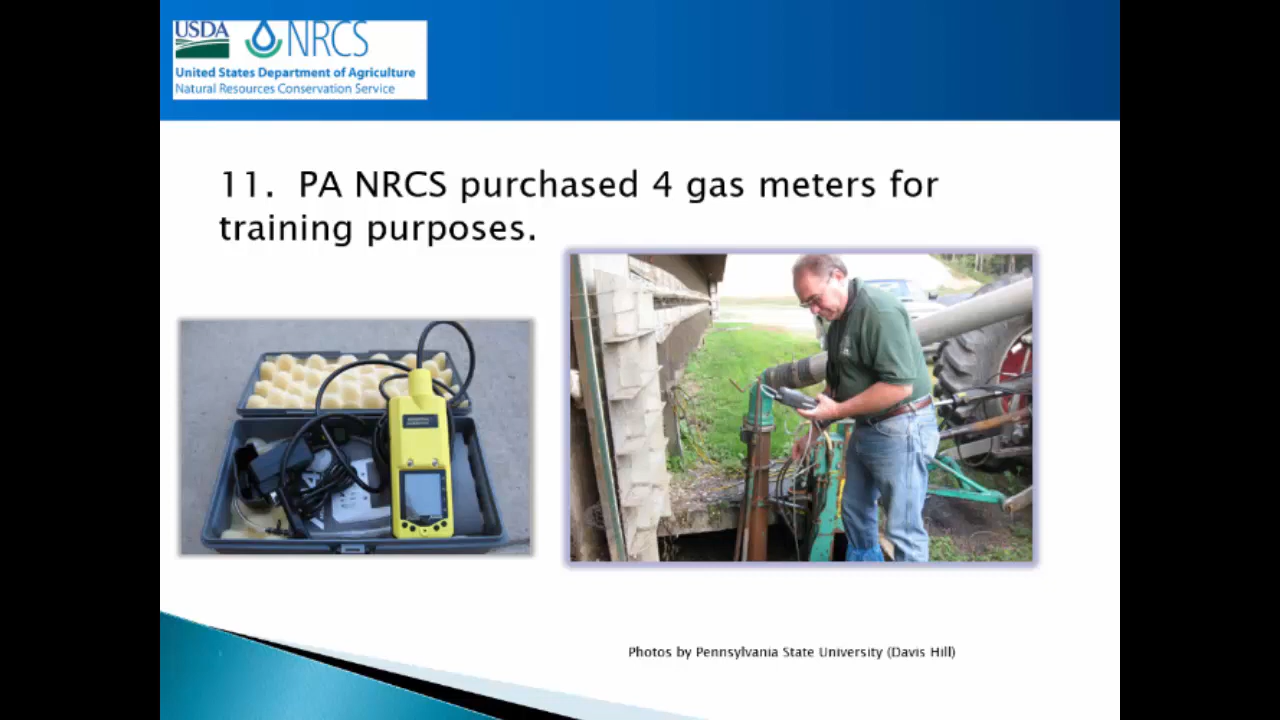 USDA NRCS
United States Department of Agriculture
Natural Resources Conservation Service
11. PA NRCS purchased 4 gas meters for
training purposes.
Photos by Pennsylvania State University (Davis Hill)